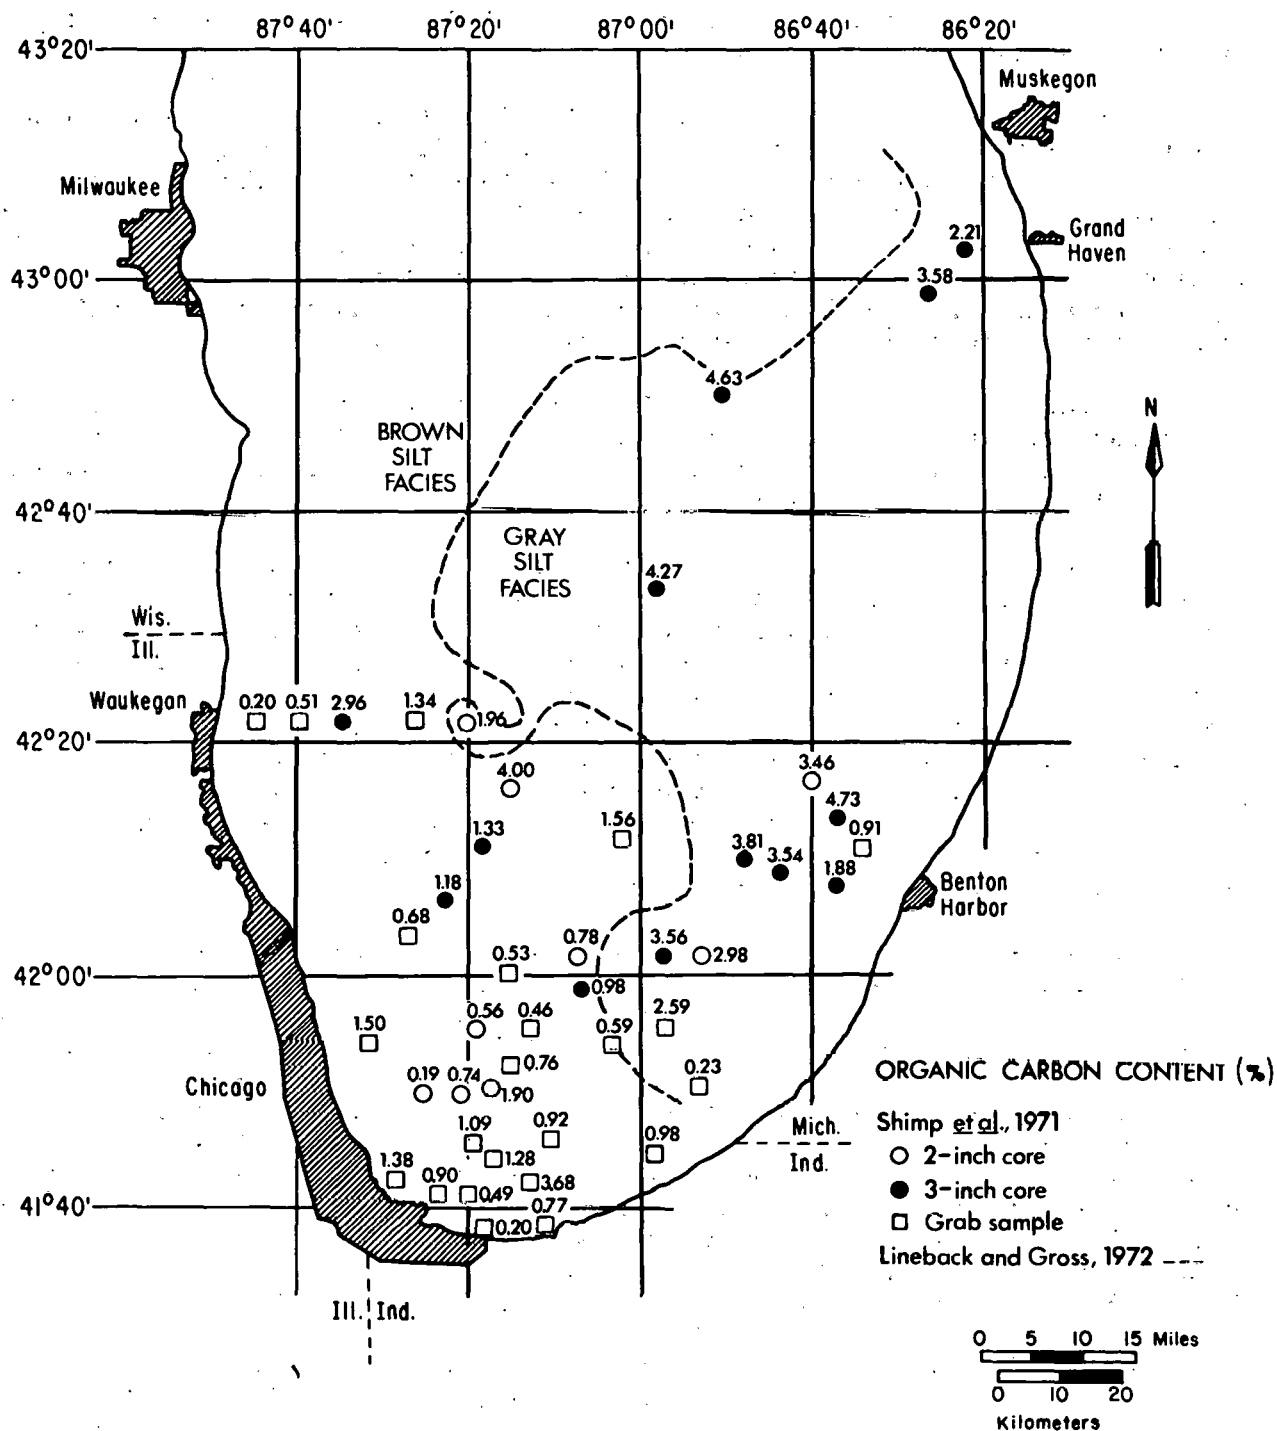 87°40' 87°20' 87°00' 86°40' 86°20'
43°20'
Muskegon
Milwaukee
2.21
Grand
Haven
43°00'
3.58
4.63
N
BROWN
SILT
FACIES
42°40'
GRAY
SILT
FACIES
4.27
Wis.
Ill.
Waukegan
0.20 0.51 2.96 1.34 1.96
42°20'
3.46
4.00
4.73
1.56
0.91
1.33
3.81
3.54
1.88
1.18
Benton
Harbor
0.68
0.78
3.56
2.98
0.53
42°00'
0.98
0.56
0.46
2.59
1.50
0.59
0.76
0.23
ORGANIC CARBON CONTENT (%)
Chicago
0.19
0.74
1.90
Shimp et al., 1971
Mich.
Ind.
1.09
0.92
0.98
2-inch core
1.38
1.28
0.90
3.68
0.49
3-inch core
41°40'
0.77
0.20
Grab sample
Lineback and Gross, 1972
Ill. Ind.
0 5 10 15 Miles
0 10 20
Kilometers